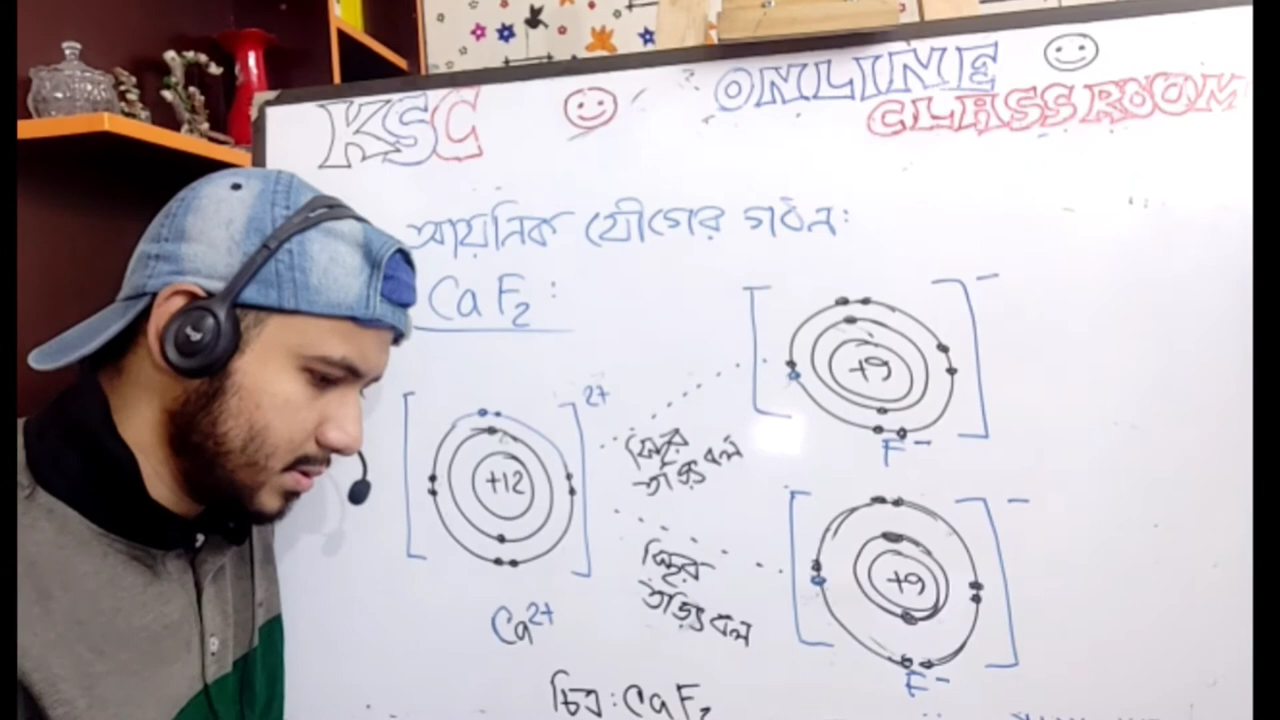 KSC
ONLINE
CLASSROOM
আয়নিক যৌগের গঠন:
CaF₂:
+12
2+
Ca²⁺
+9
-
F⁻
+9
-
F⁻
স্থির
তড়িৎ বল
স্থির
তড়িৎ বল
চিত্র: CaF₂